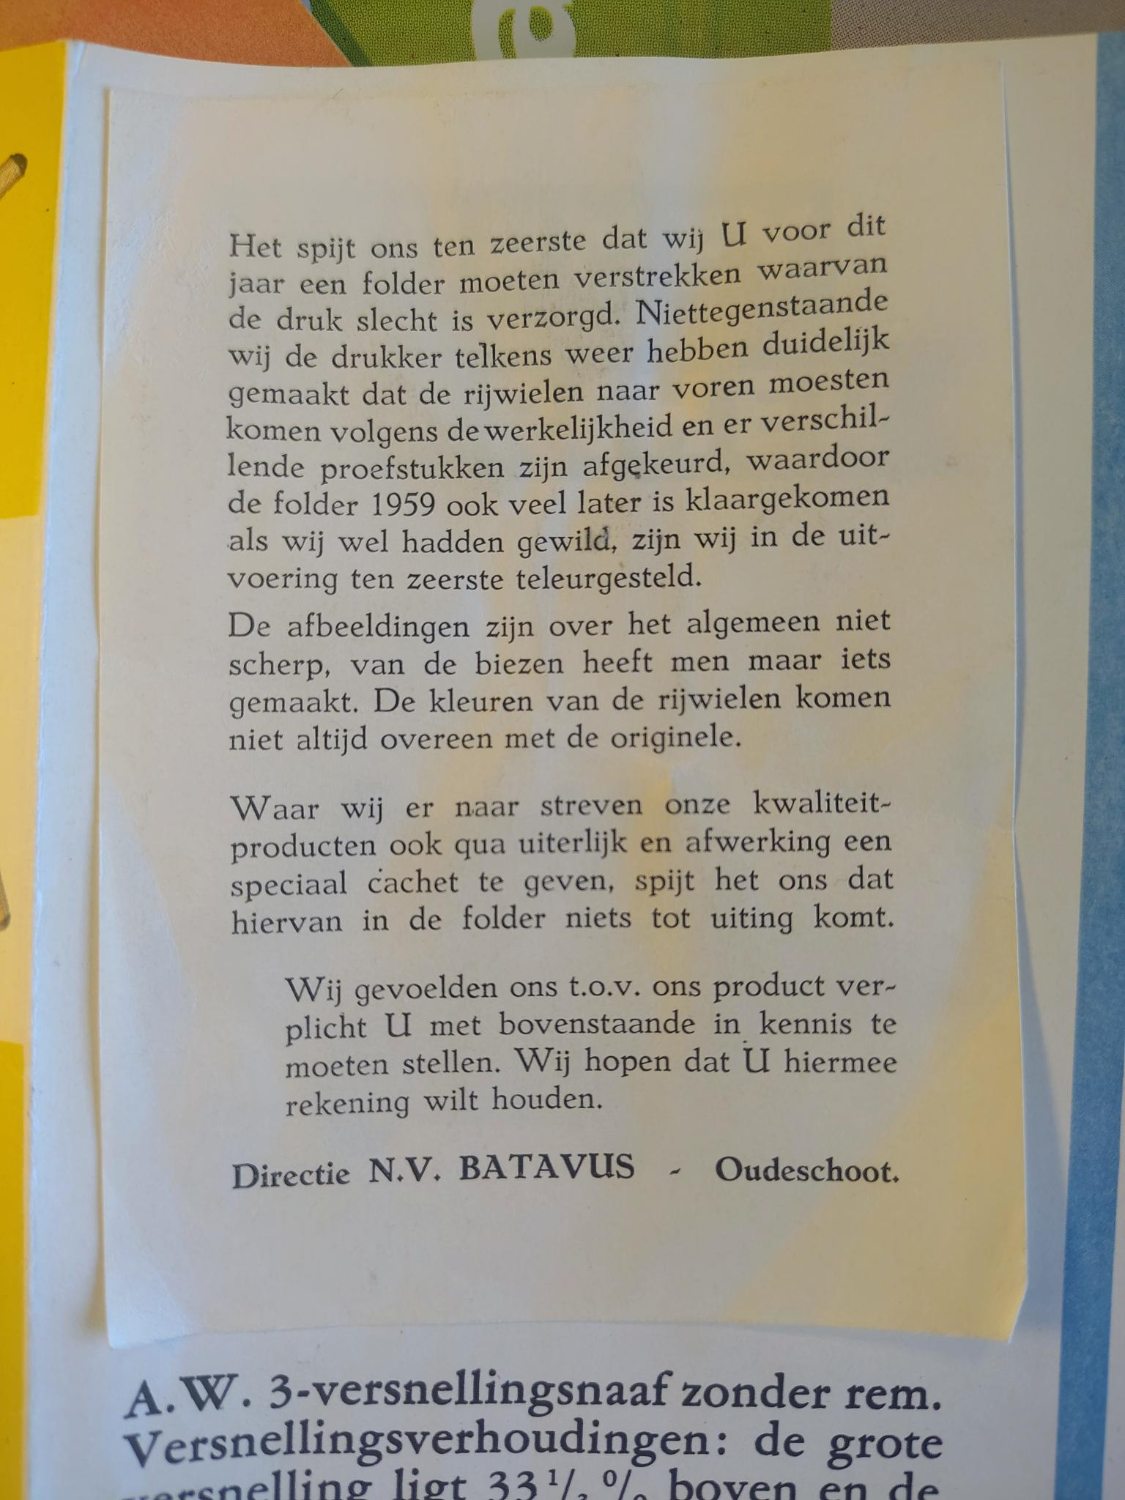 a
Het spijt ons ten zeerste dat wij U voor dit
jaar een folder moeten verstrekken waarvan
de druk slecht is verzorgd. Niettegenstaande
wij de drukker telkens weer hebben duidelijk
gemaakt dat de rijwielen naar voren moesten
komen volgens de werkelijkheid en er verschil-
lende proefstukken zijn afgekeurd, waardoor
de folder 1959 ook veel later is klaargekomen
als wij wel hadden gewild, zijn wij in de uit-
voering ten zeerste teleurgesteld.
De afbeeldingen zijn over het algemeen niet
scherp, van de biezen heeft men maar iets
gemaakt. De kleuren van de rijwielen komen
niet altijd overeen met de originele.
Waar wij er naar streven onze kwaliteit-
producten ook qua uiterlijk en afwerking een
speciaal cachet te geven, spijt het ons dat
hiervan in de folder niets tot uiting komt.
Wij gevoelden ons t.o.v. ons product ver-
plicht U met bovenstaande in kennis te
moeten stellen. Wij hopen dat U hiermee
rekening wilt houden.
Directie N.V. BATAVUS - Oudeschoot.
A.W. 3-versnellingsnaaf zonder rem.
Versnellingsverhoudingen: de grote
versnelling ligt 33 1/3 % boven en de